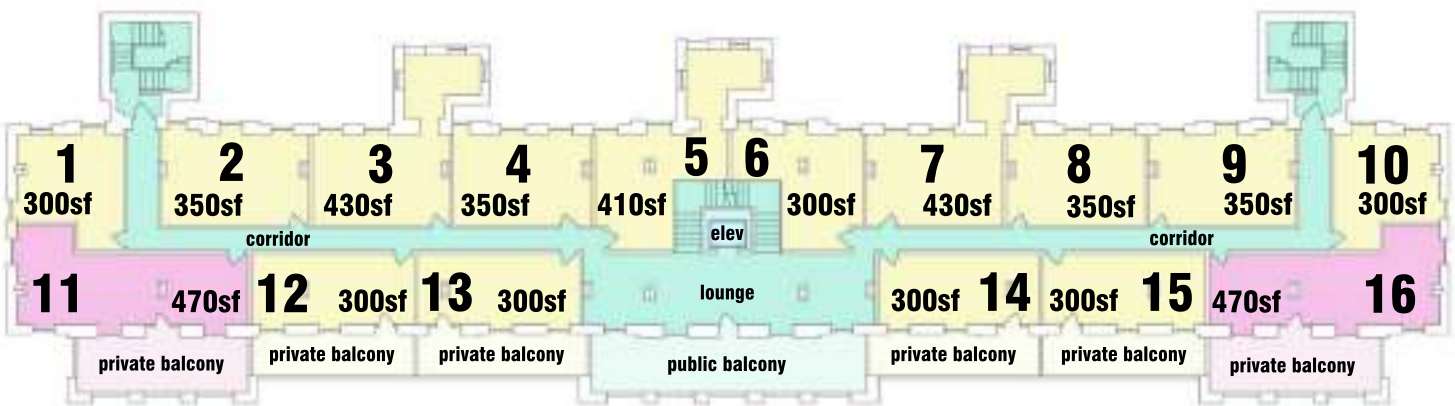 1
300sf
2
350sf
3
430sf
4
350sf
5
410sf
6
300sf
7
430sf
8
350sf
9
350sf
10
300sf
corridor
elev
corridor
11
470sf
12
300sf
13
300sf
lounge
300sf
14
300sf
15
470sf
16
private balcony
private balcony
private balcony
public balcony
private balcony
private balcony
private balcony